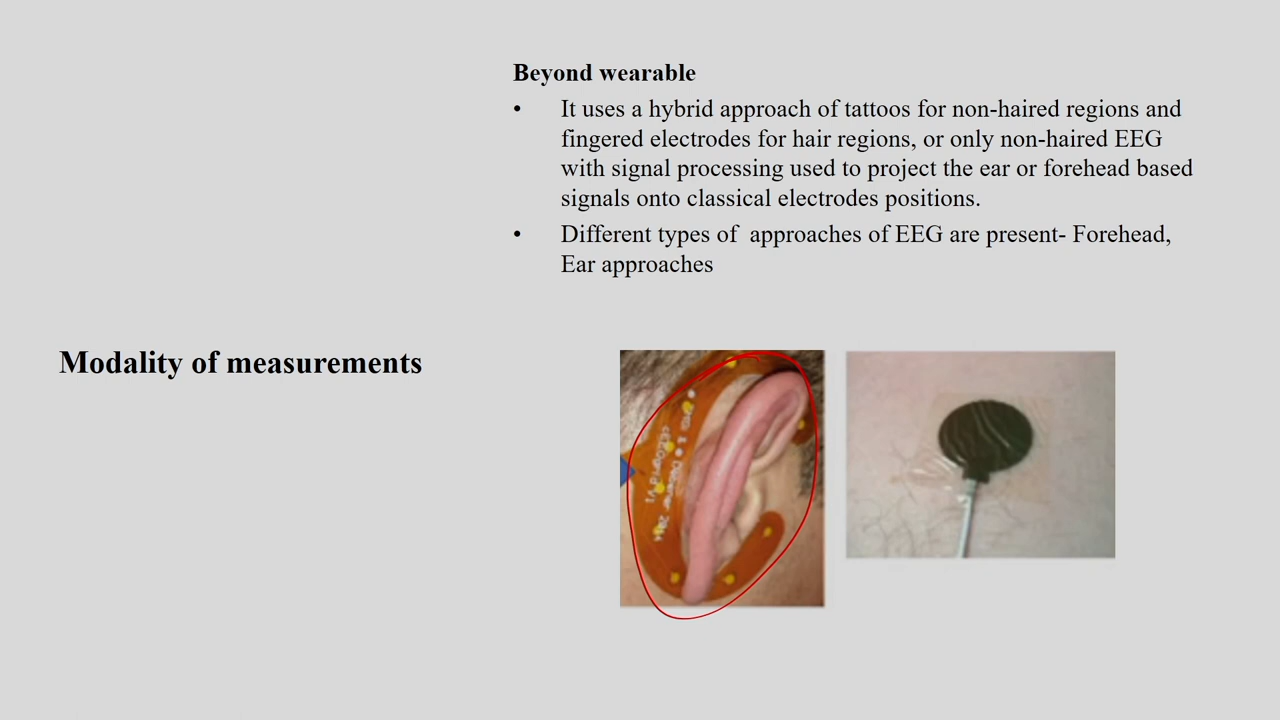 Beyond wearable
• It uses a hybrid approach of tattoos for non-haired regions and
fingered electrodes for hair regions, or only non-haired EEG
with signal processing used to project the ear or forehead based
signals onto classical electrodes positions.
• Different types of approaches of EEG are present- Forehead,
Ear approaches
Modality of measurements